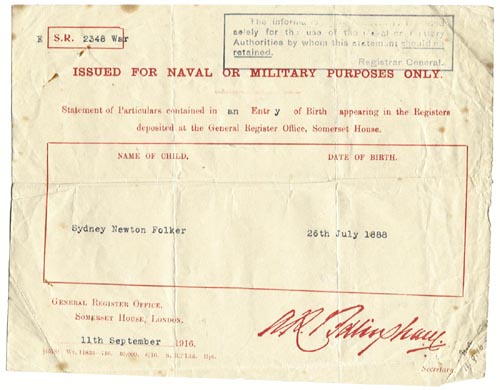 E S.R. 2348 War
The
solely for the use of the Naval or Military
Authorities by whom this statement should be
retained.
Registrar General.
ISSUED FOR NAVAL OR MILITARY PURPOSES ONLY.
Statement of Particulars contained in an Entry of Birth appearing in the Registers
deposited at the General Register Office, Somerset House.
NAME OF CHILD. DATE OF BIRTH.
Sydney Newton Folker 26th July 1888
GENERAL REGISTER OFFICE,
SOMERSET HOUSE, LONDON.
11th September 1916.
Secretary